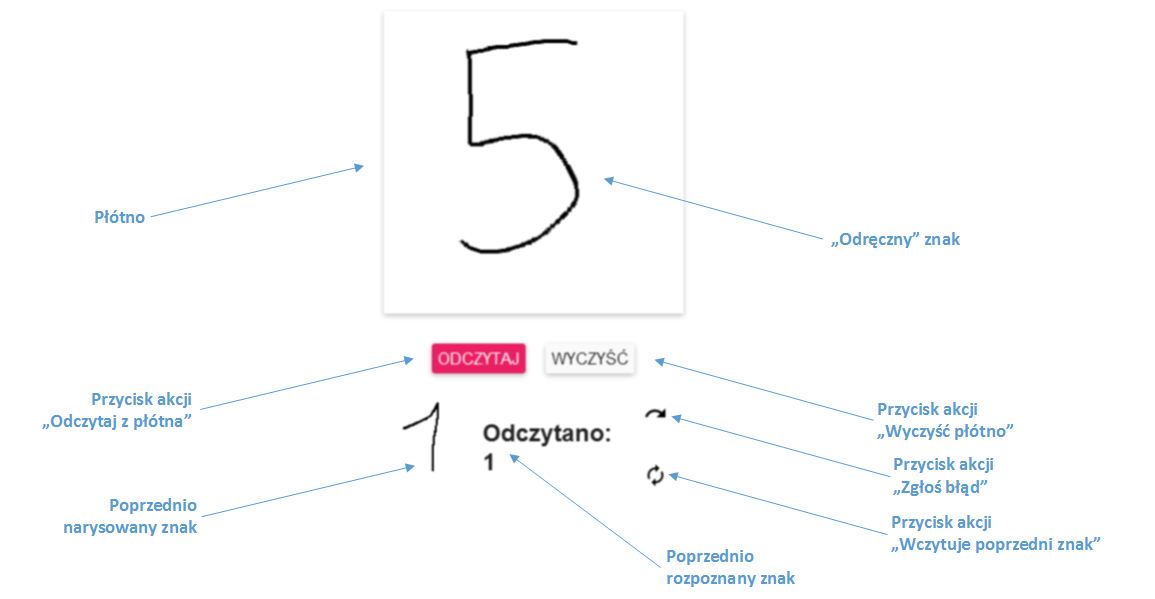 5
Płótno
„Odręczny” znak
ODCZYTAJ
WYCZYŚĆ
Przycisk akcji
„Odczytaj z płótna”
Przycisk akcji
„Wyczyść płótno”
1
Odczytano:
1
Przycisk akcji
„Zgłoś błąd”
Poprzednio
narysowany znak
Przycisk akcji
„Wczytuje poprzedni znak”
Poprzednio
rozpoznany znak